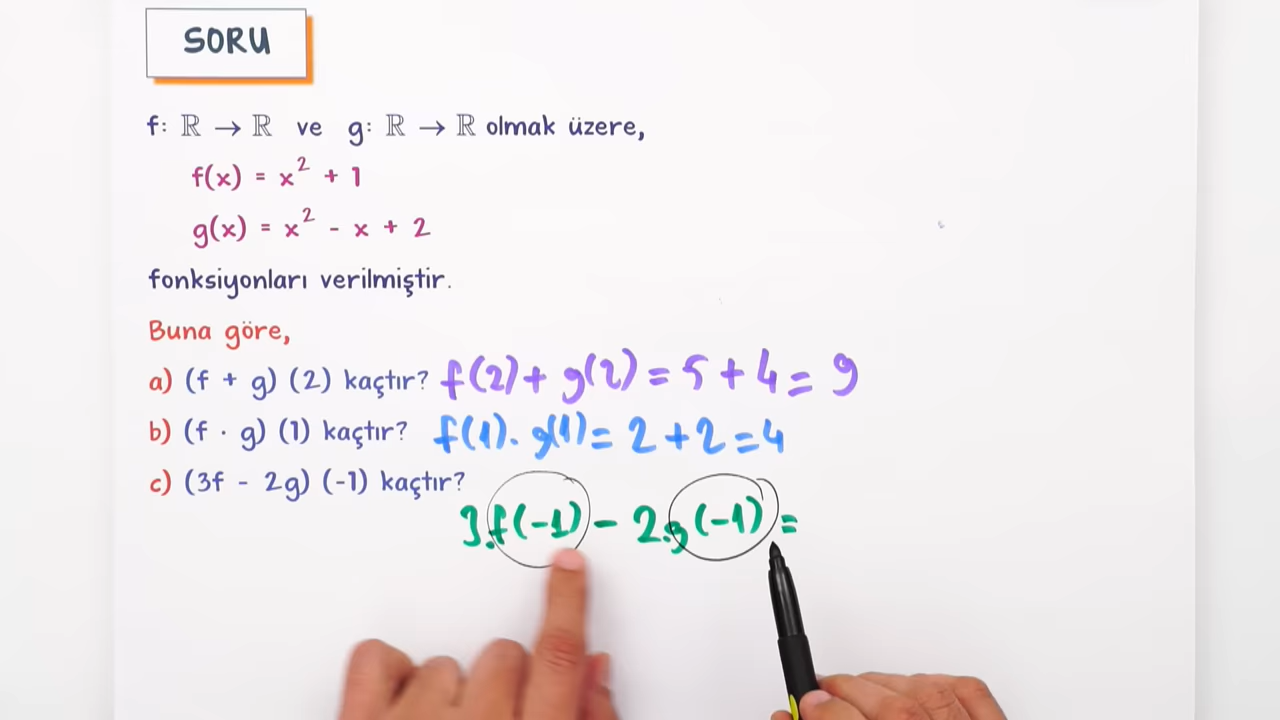 SORU
f: ℝ → ℝ ve g: ℝ → ℝ olmak üzere,
f(x) = x² + 1
g(x) = x² - x + 2
fonksiyonları verilmiştir.
Buna göre,
a) (f + g) (2) kaçtır? f(2) + g(2) = 5 + 4 = 9
b) (f · g) (1) kaçtır? f(1) . g(1) = 2 + 2 = 4
c) (3f - 2g) (-1) kaçtır?
3.f(-1) - 2.g(-1) =